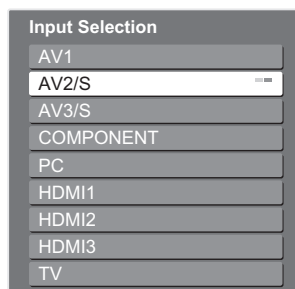 Input Selection
AV1
AV2/S
AV3/S
COMPONENT
PC
HDMI1
HDMI2
HDMI3
TV